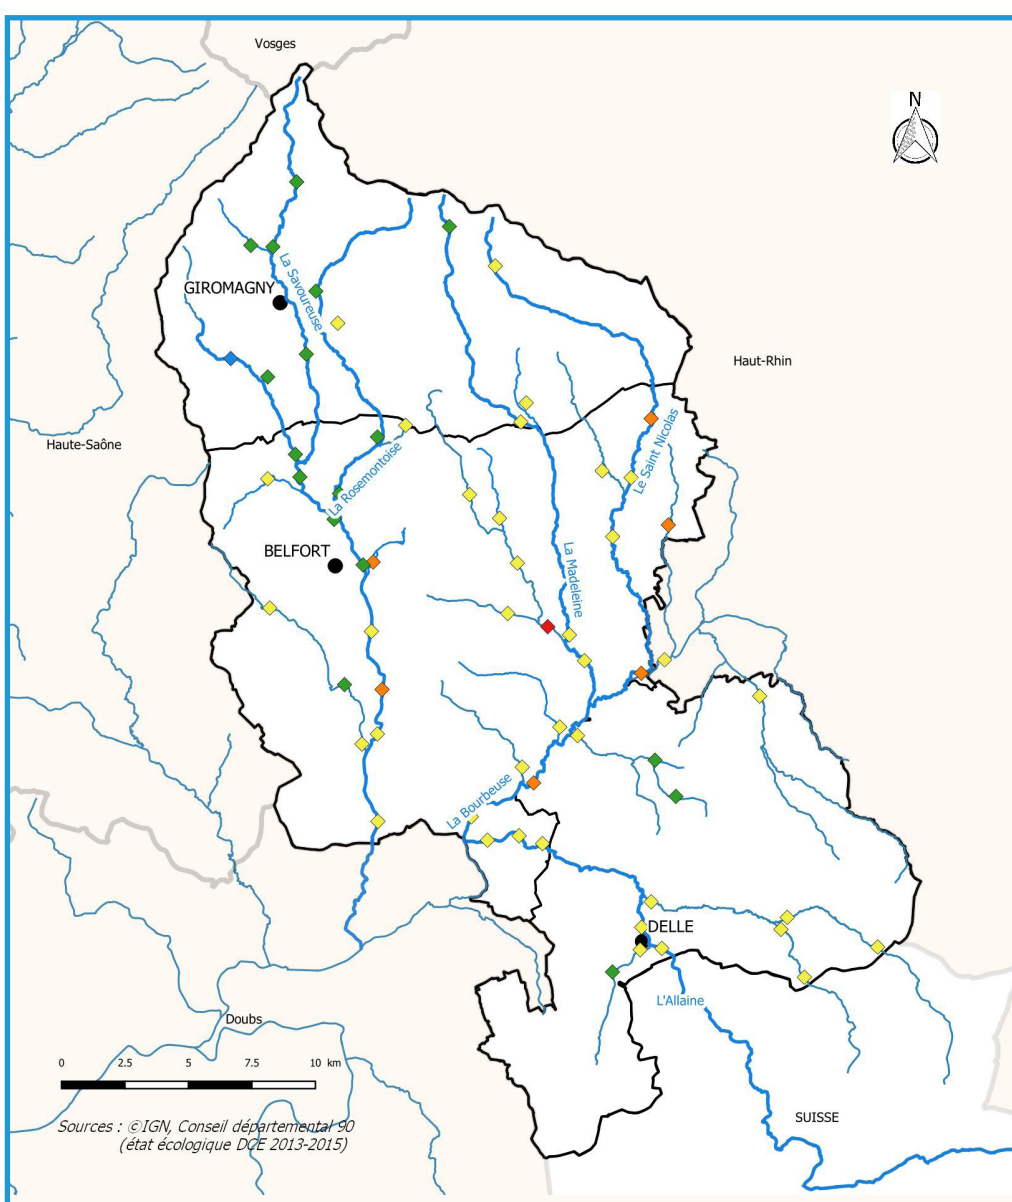 Vosges
N
La Savoureuse
GIROMAGNY
Haut-Rhin
Haute-Saône
Le Saint Nicolas
La Rosemontoise
BELFORT
La Madeleine
La Bourbeuse
DELLE
L'Allaine
Doubs
0 2.5 5 7.5 10 km
SUISSE
Sources : ©IGN, Conseil départemental 90
(état écologique DCE 2013-2015)